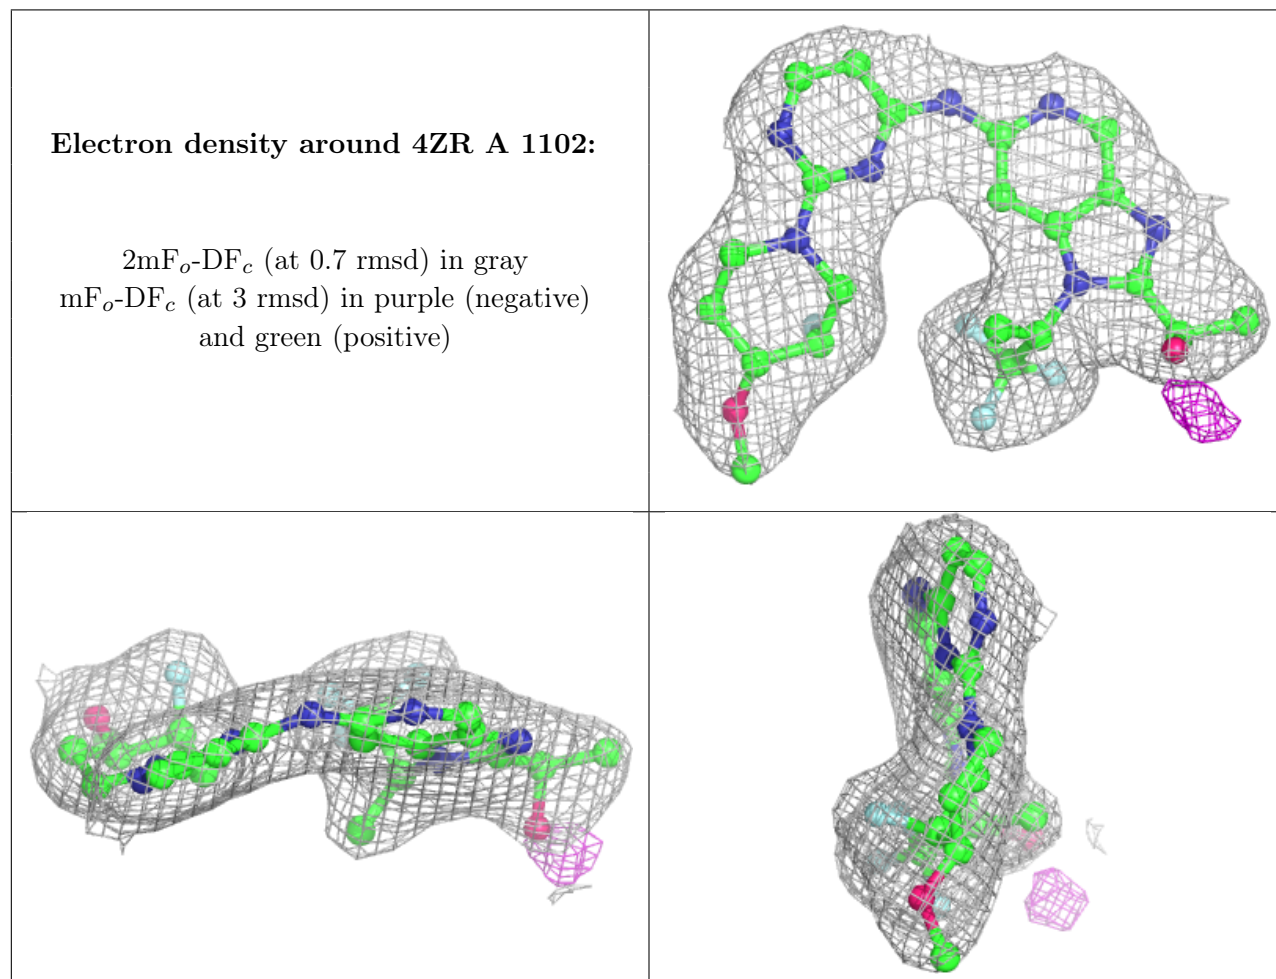 Electron density around 4ZR A 1102:
2mFo-DFc (at 0.7 rmsd) in gray
mFo-DFc (at 3 rmsd) in purple (negative)
and green (positive)